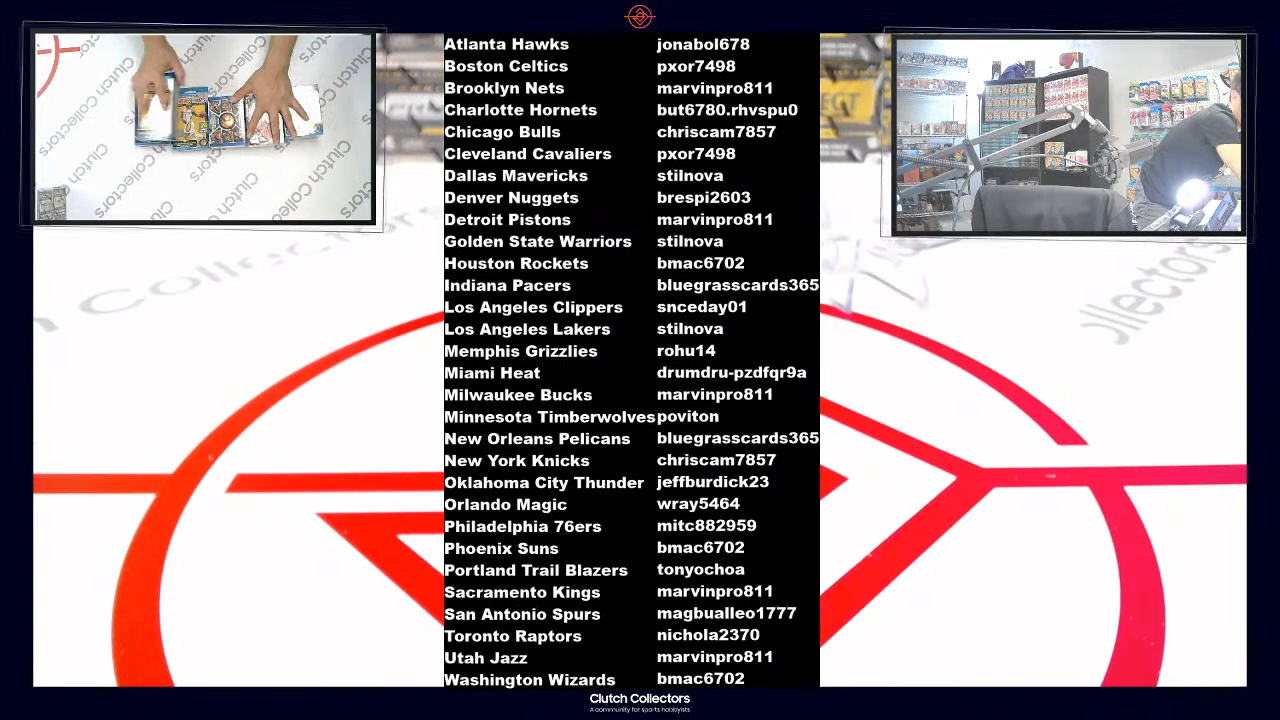 Atlanta Hawks jonabol678
Boston Celtics pxor7498
Brooklyn Nets marvinpro811
Charlotte Hornets but6780.rhvspu0
Chicago Bulls chriscam7857
Cleveland Cavaliers pxor7498
Dallas Mavericks stilnova
Denver Nuggets brespi2603
Detroit Pistons marvinpro811
Golden State Warriors stilnova
Houston Rockets bmac6702
Indiana Pacers bluegrasscards365
Los Angeles Clippers snceday01
Los Angeles Lakers stilnova
Memphis Grizzlies rohu14
Miami Heat drumdru-pzdfqr9a
Milwaukee Bucks marvinpro811
Minnesota Timberwolves poviton
New Orleans Pelicans bluegrasscards365
New York Knicks chriscam7857
Oklahoma City Thunder jeffburdick23
Orlando Magic wray5464
Philadelphia 76ers mitc882959
Phoenix Suns bmac6702
Portland Trail Blazers tonyochoa
Sacramento Kings marvinpro811
San Antonio Spurs magbualleo1777
Toronto Raptors nichola2370
Utah Jazz marvinpro811
Washington Wizards bmac6702
Clutch Collectors
A community for sports hobbyists